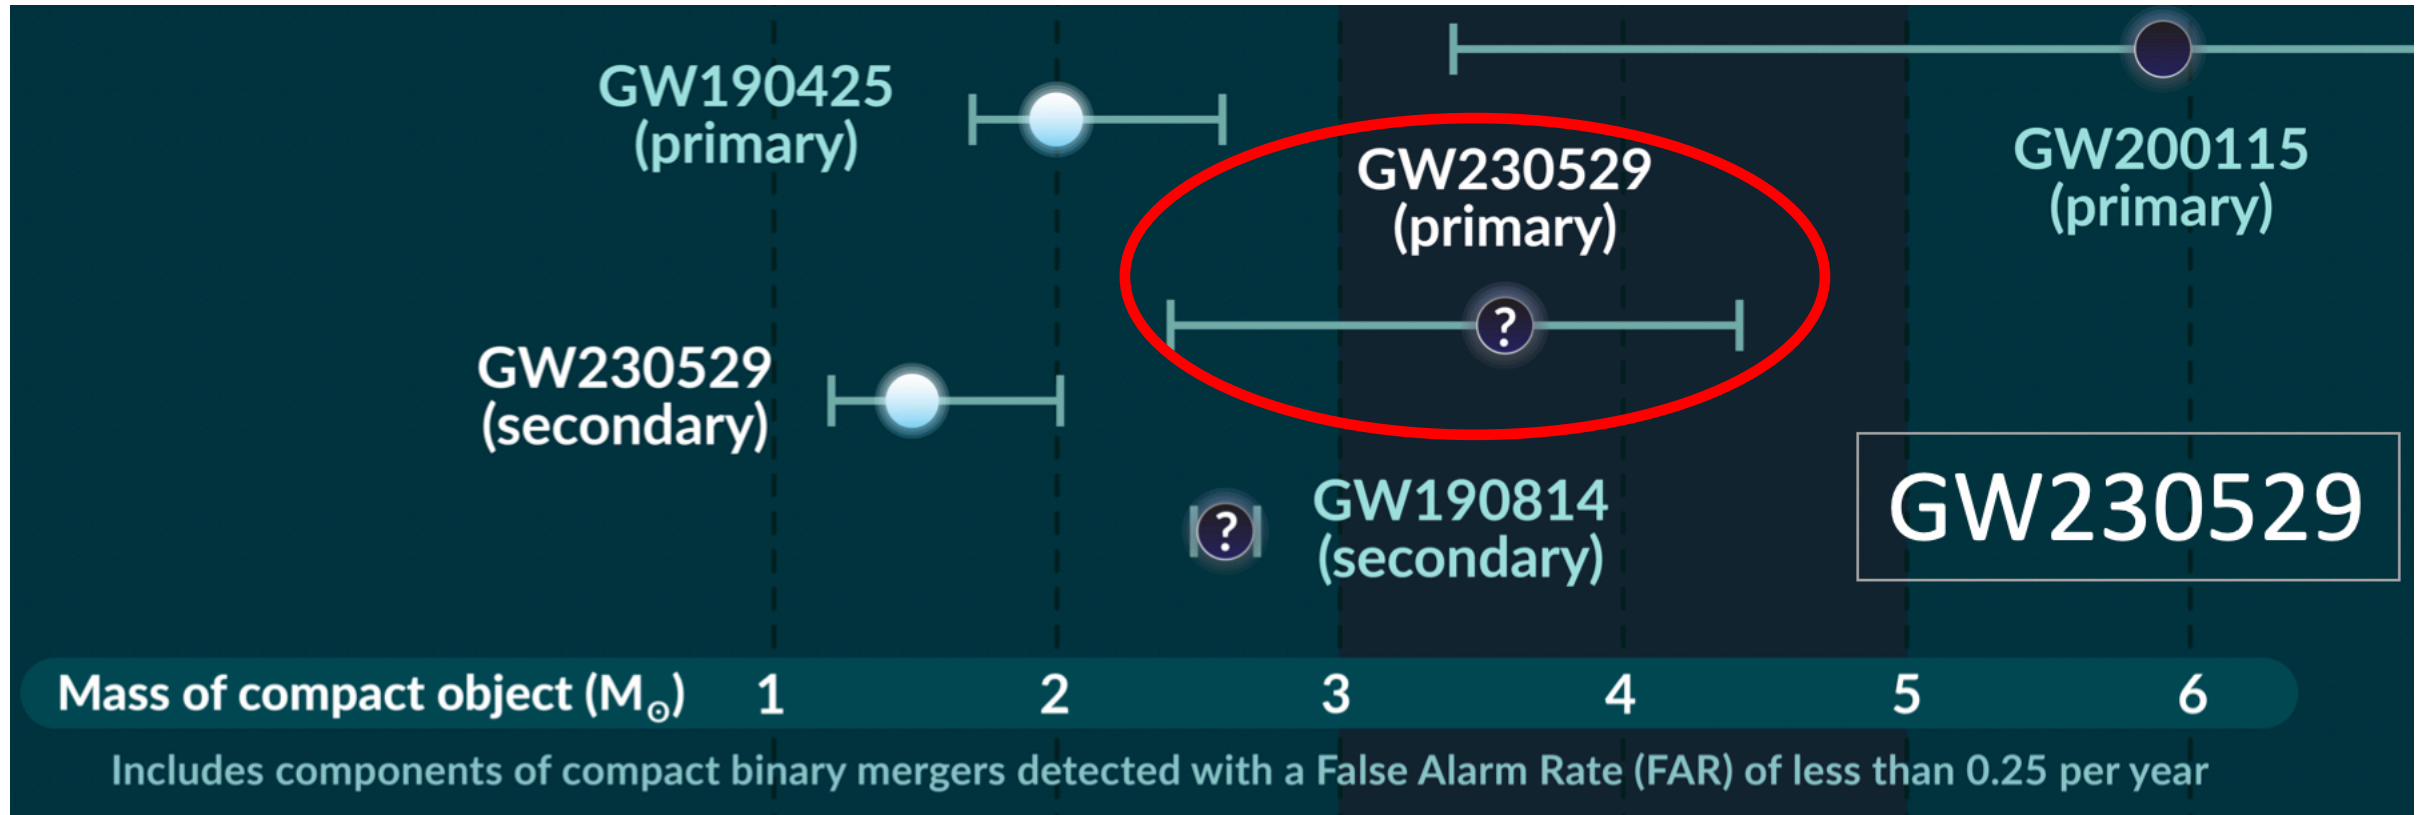 GW190425
(primary)
GW230529
(primary)
GW200115
(primary)
?
GW230529
(secondary)
?
GW190814
(secondary)
GW230529
Mass of compact object (M☉) 1 2 3 4 5 6
Includes components of compact binary mergers detected with a False Alarm Rate (FAR) of less than 0.25 per year